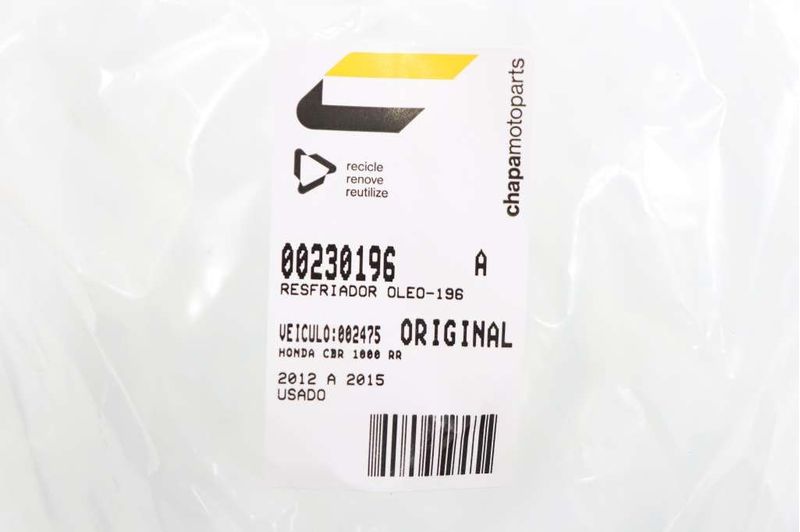 chapamotoparts
recicle
renove
reutilize
00230196 A
RESFRIADOR OLEO-196
VEICULO:002475 ORIGINAL
HONDA CBR 1000 RR
2012 A 2015
USADO